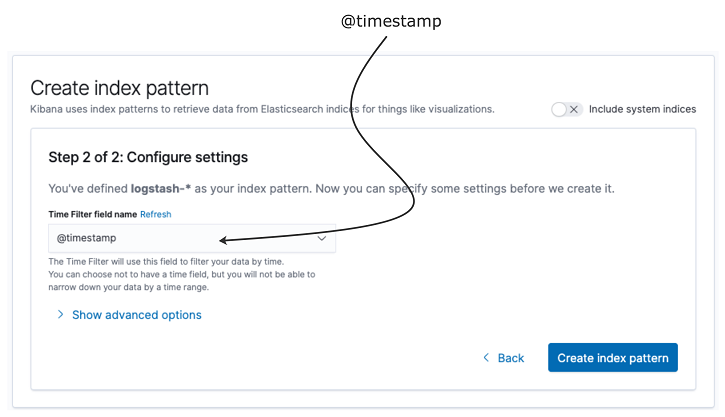 @timestamp
Create index pattern
Kibana uses index patterns to retrieve data from Elasticsearch indices for things like visualizations.
Include system indices
Step 2 of 2: Configure settings
You've defined logstash-* as your index pattern. Now you can specify some settings before we create it.
Time Filter field name Refresh
@timestamp
The Time Filter will use this field to filter your data by time.
You can choose not to have a time field, but you will not be able to
narrow down your data by a time range.
Show advanced options
Back
Create index pattern